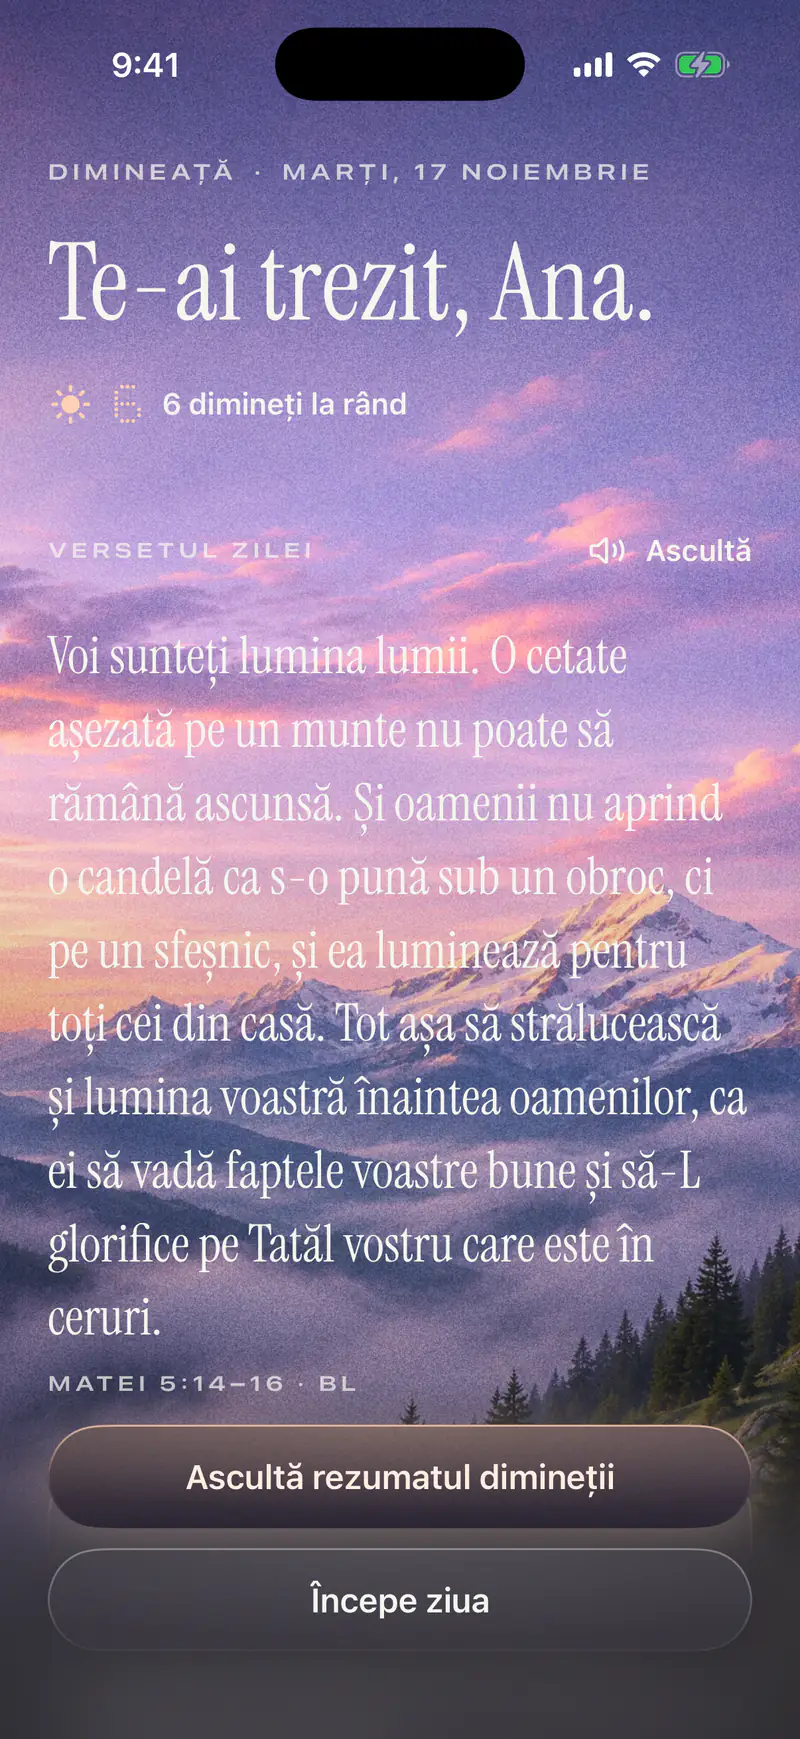 9:41
DIMINEAȚĂ · MARȚI, 17 NOIEMBRIE
Te-ai trezit, Ana.
6 6 dimineți la rând
VERSETUL ZILEI
Ascultă
Voi sunteți lumina lumii. O cetate
așezată pe un munte nu poate să
rămână ascunsă. Și oamenii nu aprind
o candelă ca s-o pună sub un obroc, ci
pe un sfeșnic, și ea luminează pentru
toți cei din casă. Tot așa să strălucească
și lumina voastră înaintea oamenilor, ca
ei să vadă faptele voastre bune și să-L
glorifice pe Tatăl vostru care este în
ceruri.
MATEI 5:14–16 · BL
Ascultă rezumatul dimineții
Începe ziua